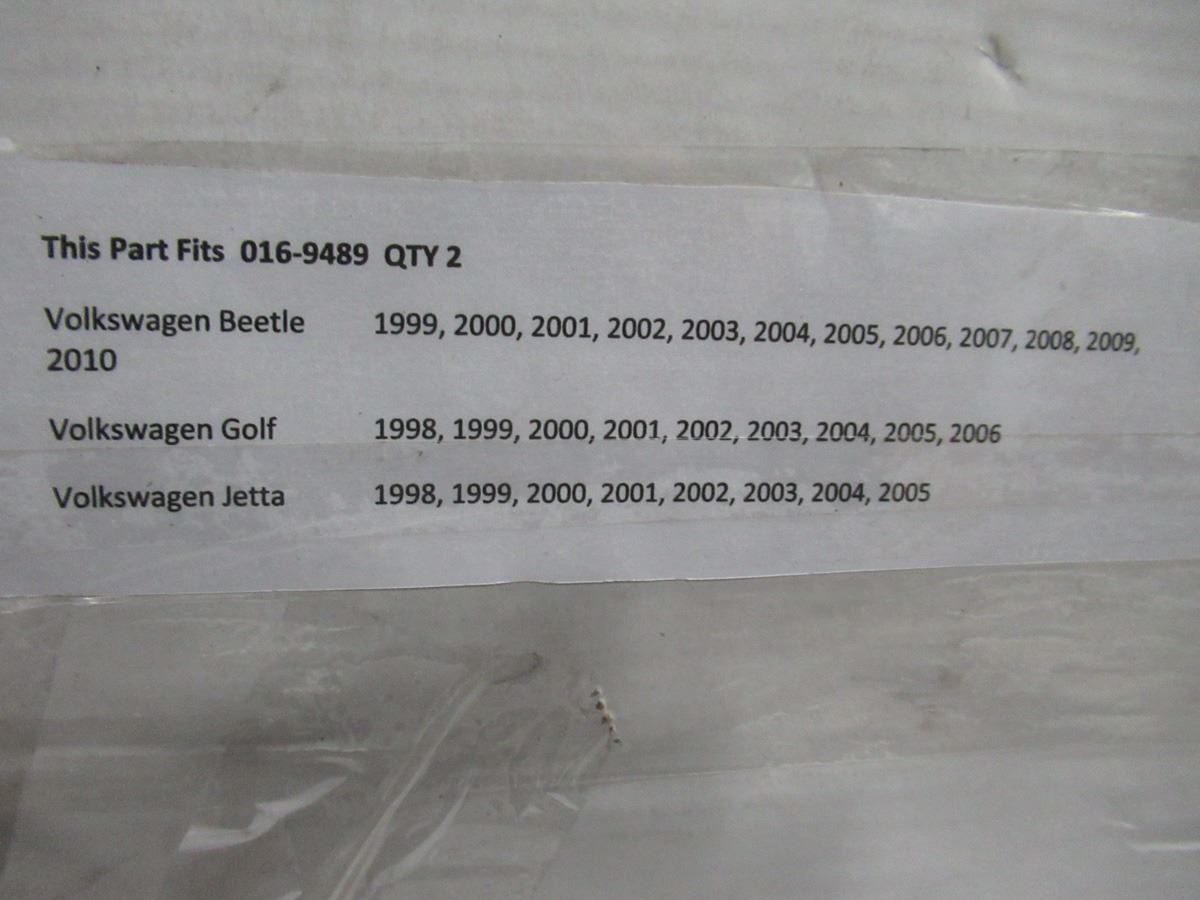 This Part Fits 016-9489 QTY 2
Volkswagen Beetle 1999, 2000, 2001, 2002, 2003, 2004, 2005, 2006, 2007, 2008, 2009,
2010
Volkswagen Golf 1998, 1999, 2000, 2001, 2002, 2003, 2004, 2005, 2006
Volkswagen Jetta 1998, 1999, 2000, 2001, 2002, 2003, 2004, 2005